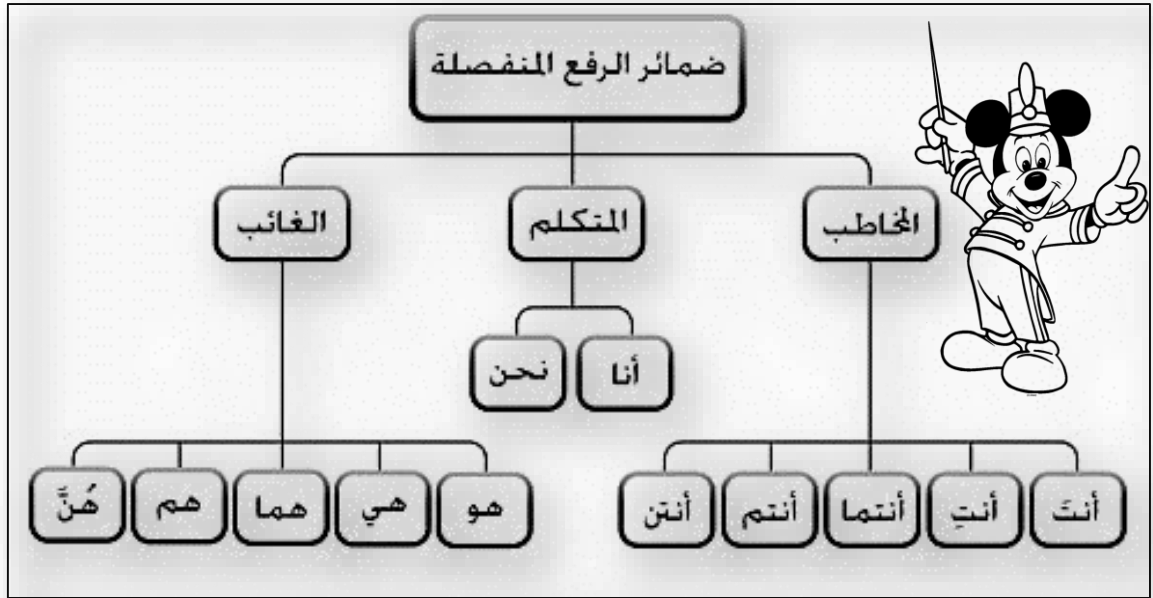 ضمائر الرفع المنفصلة
المخاطب
المتكلم
الغائب
أنا
نحن
أنتَ
أنتِ
أنتما
أنتم
أنتن
هو
هي
هما
هم
هُنَّ